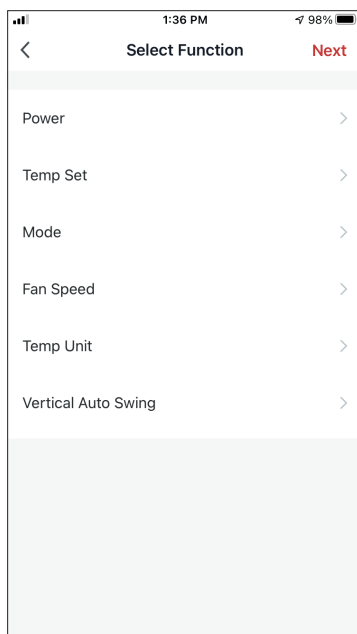 1:36 PM 98%
Select Function Next
Power
Temp Set
Mode
Fan Speed
Temp Unit
Vertical Auto Swing